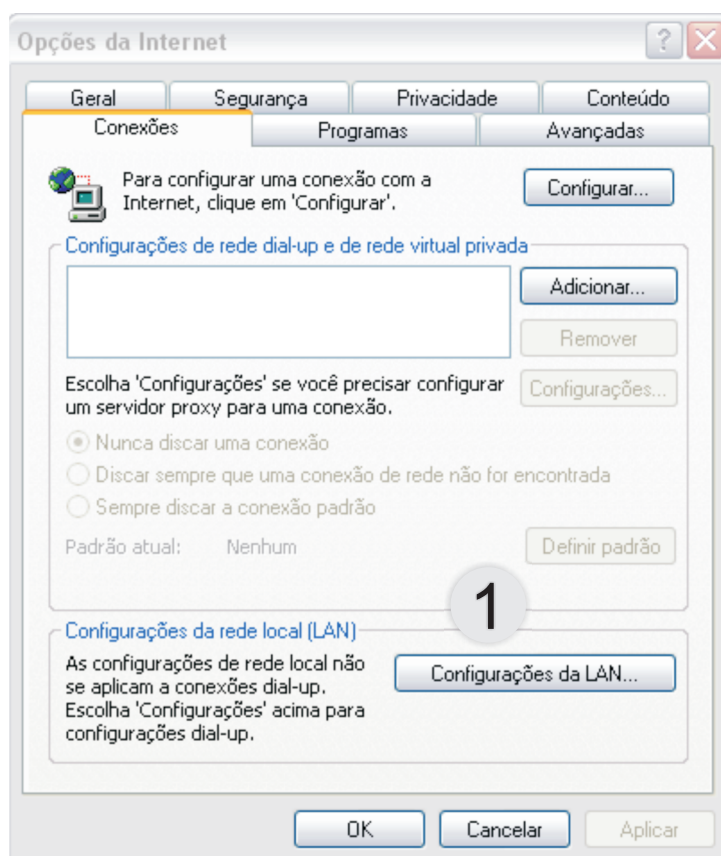 Opções da Internet
?
Geral
Segurança
Privacidade
Conteúdo
Conexões
Programas
Avançadas
Para configurar uma conexão com a
Internet, clique em 'Configurar'.
Configurar...
Configurações de rede dial-up e de rede virtual privada
Adicionar...
Remover
Escolha 'Configurações' se você precisar configurar
um servidor proxy para uma conexão.
Configurações...
Nunca discar uma conexão
Discar sempre que uma conexão de rede não for encontrada
Sempre discar a conexão padrão
Padrão atual: Nenhum
Definir padrão
1
Configurações da rede local (LAN)
As configurações de rede local não
se aplicam a conexões dial-up.
Escolha 'Configurações' acima para
configurações dial-up.
Configurações da LAN...
OK
Cancelar
Aplicar